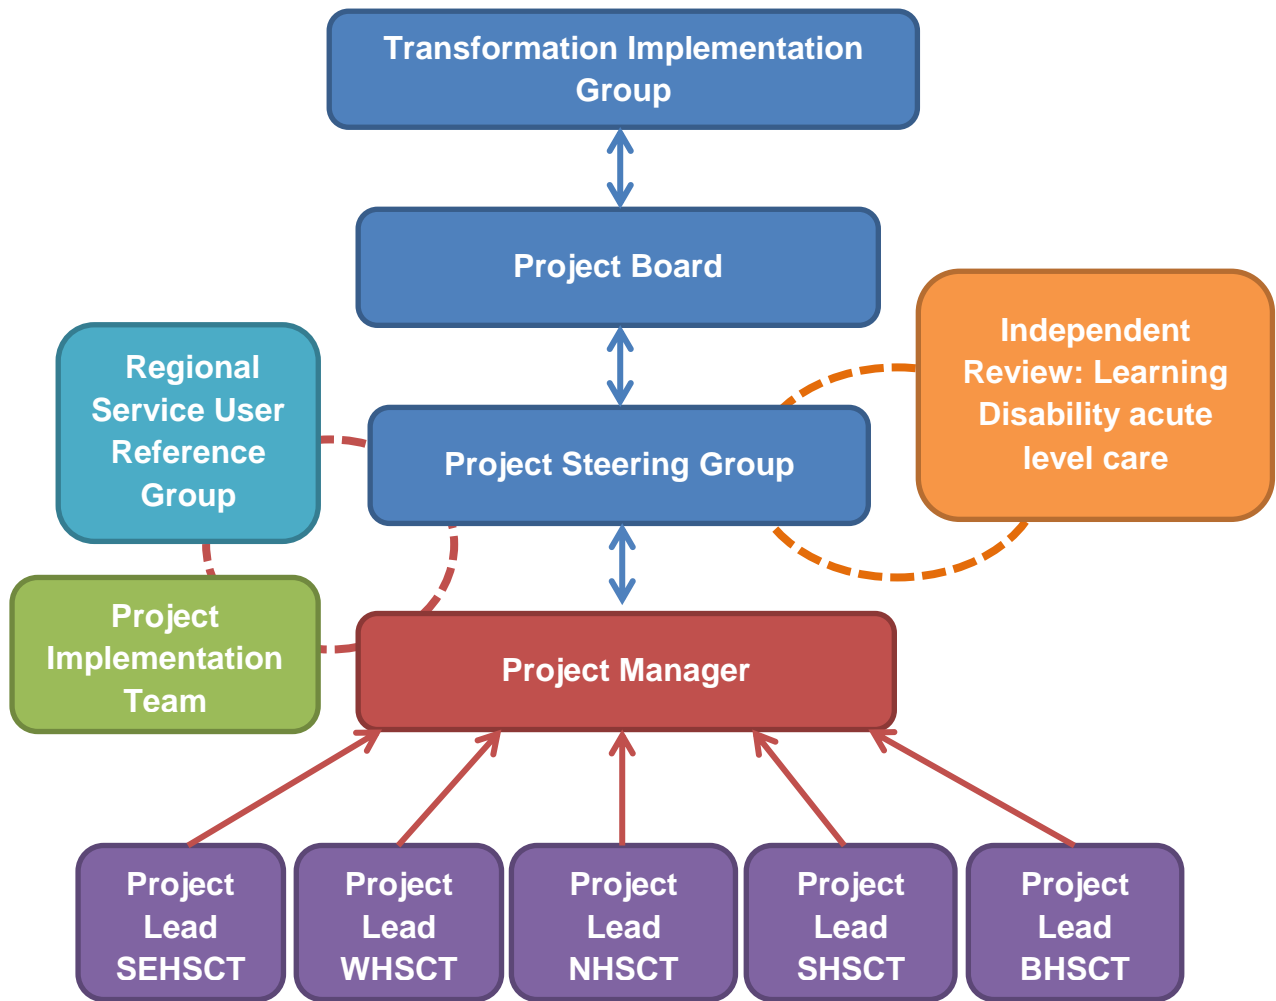 Transformation Implementation
Group
Project Board
Independent
Review: Learning
Disability acute
level care
Regional
Service User
Reference
Group
Project Steering Group
Project
Implementation
Team
Project Manager
Project
Lead
SEHSCT
Project
Lead
WHSCT
Project
Lead
NHSCT
Project
Lead
SHSCT
Project
Lead
BHSCT